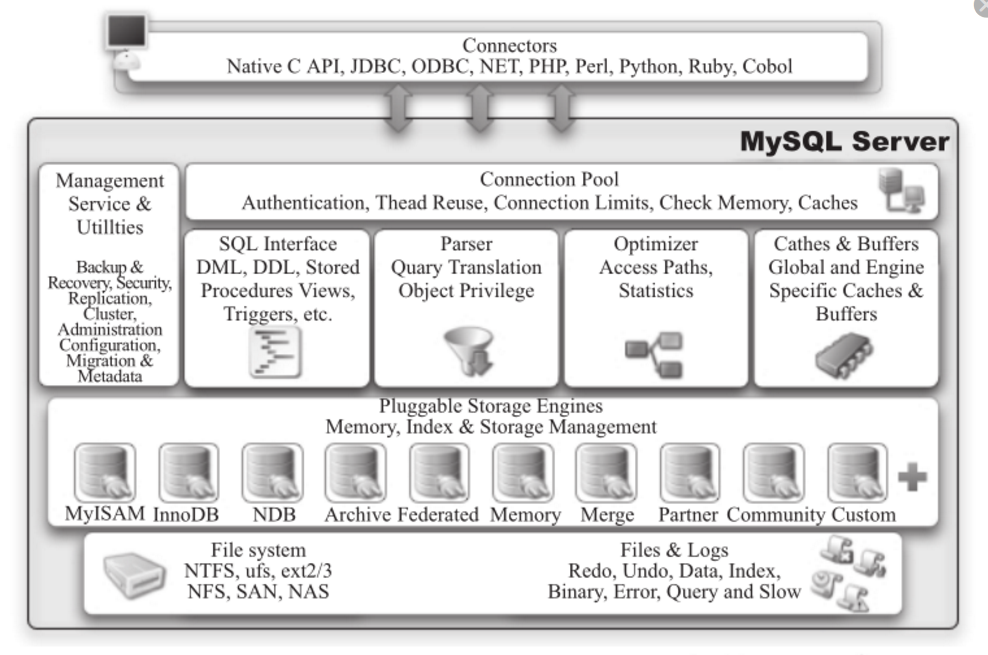 Connectors
Native C API, JDBC, ODBC, NET, PHP, Perl, Python, Ruby, Cobol
MySQL Server
Management
Service &
Utillties
Backup &
Recovery, Security,
Replication,
Cluster,
Administration
Configuration,
Migration &
Metadata
Connection Pool
Authentication, Thead Reuse, Connection Limits, Check Memory, Caches
SQL Interface
DML, DDL, Stored
Procedures Views,
Triggers, etc.
Parser
Quary Translation
Object Privilege
Optimizer
Access Paths,
Statistics
Cathes & Buffers
Global and Engine
Specific Caches &
Buffers
Pluggable Storage Engines
Memory, Index & Storage Management
MyISAM InnoDB NDB Archive Federated Memory Merge Partner Community Custom
File system
NTFS, ufs, ext2/3
NFS, SAN, NAS
Files & Logs
Redo, Undo, Data, Index,
Binary, Error, Query and Slow